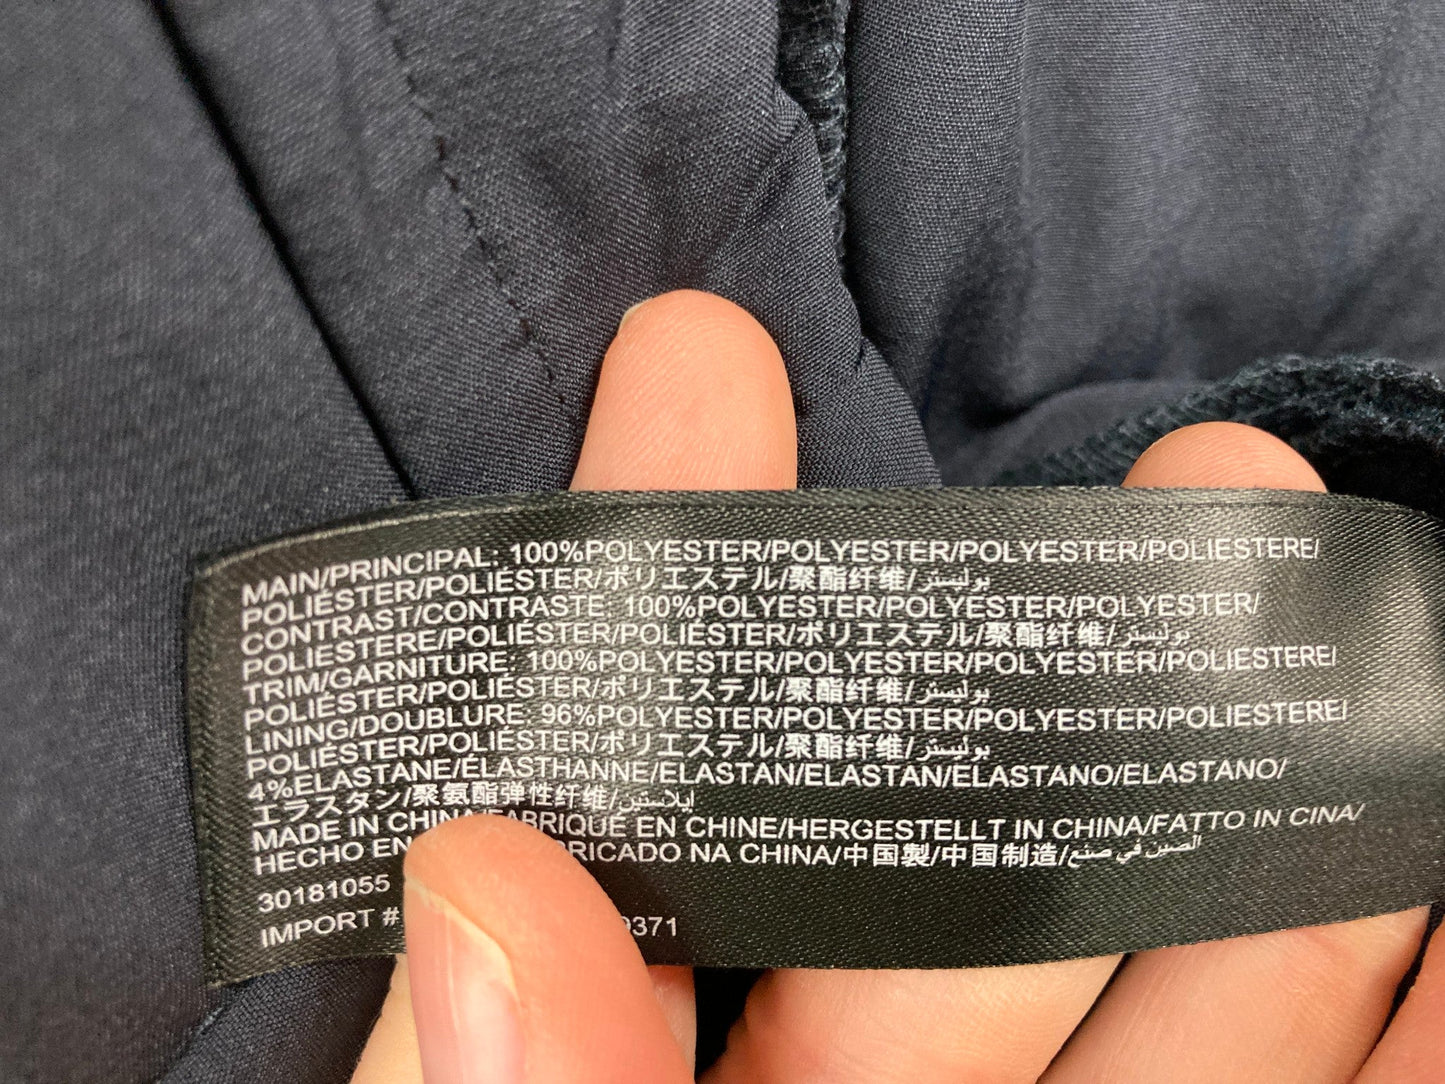 MAIN/PRINCIPAL: 100%POLYESTER/POLYESTER/POLYESTER/POLIESTERE/
POLIÉSTER/POLIÉSTER/ポリエステル/聚酯纤维/بوليستر
CONTRAST/CONTRASTE: 100%POLYESTER/POLYESTER/POLYESTER/
POLIESTERE/POLIÉSTER/POLIÉSTER/ポリエステル/聚酯纤维/بوليستر
TRIM/GARNITURE: 100%POLYESTER/POLYESTER/POLYESTER/POLIESTERE/
POLIÉSTER/POLIÉSTER/ポリエステル/聚酯纤维/بوليستر
LINING/DOUBLURE: 96%POLYESTER/POLYESTER/POLYESTER/POLIESTERE/
POLIÉSTER/POLIÉSTER/ポリエステル/聚酯纤维/بوليستر
4%ELASTANE/ÉLASTHANNE/ELASTAN/ELASTAN/ELASTANO/ELASTANO/
エラスタン/聚氨酯弹性纤维/إيلاستين
MADE IN CHINA/FABRIQUÉ EN CHINE/HERGESTELLT IN CHINA/FATTO IN CINA/
HECHO EN RICADO NA CHINA/中国製/中国制造/الصين في صنع
30181055
IMPORT # 9371